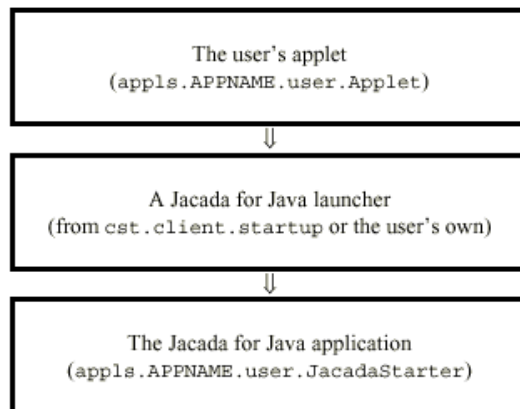 The user’s applet
(appls.APPNAME.user.Applet)
⇓
A Jacada for Java launcher
(from cst.client.startup or the user’s own)
⇓
The Jacada for Java application
(appls.APPNAME.user.JacadaStarter)